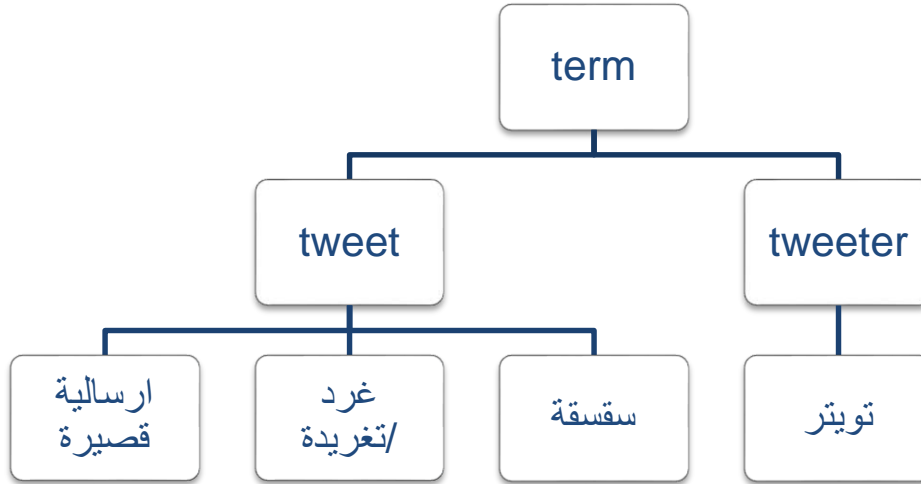 term
tweet
tweeter
ارسالية
قصيرة
غرد
/تغريدة
سقسقة
تويتر